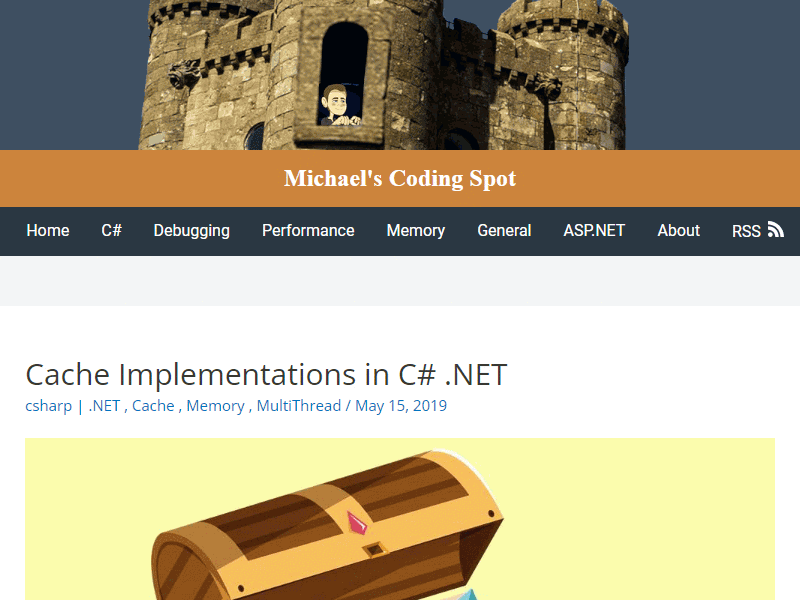 Michael's Coding Spot
Home C# Debugging Performance Memory General ASP.NET About RSS
Cache Implementations in C# .NET
csharp | .NET , Cache , Memory , MultiThread / May 15, 2019